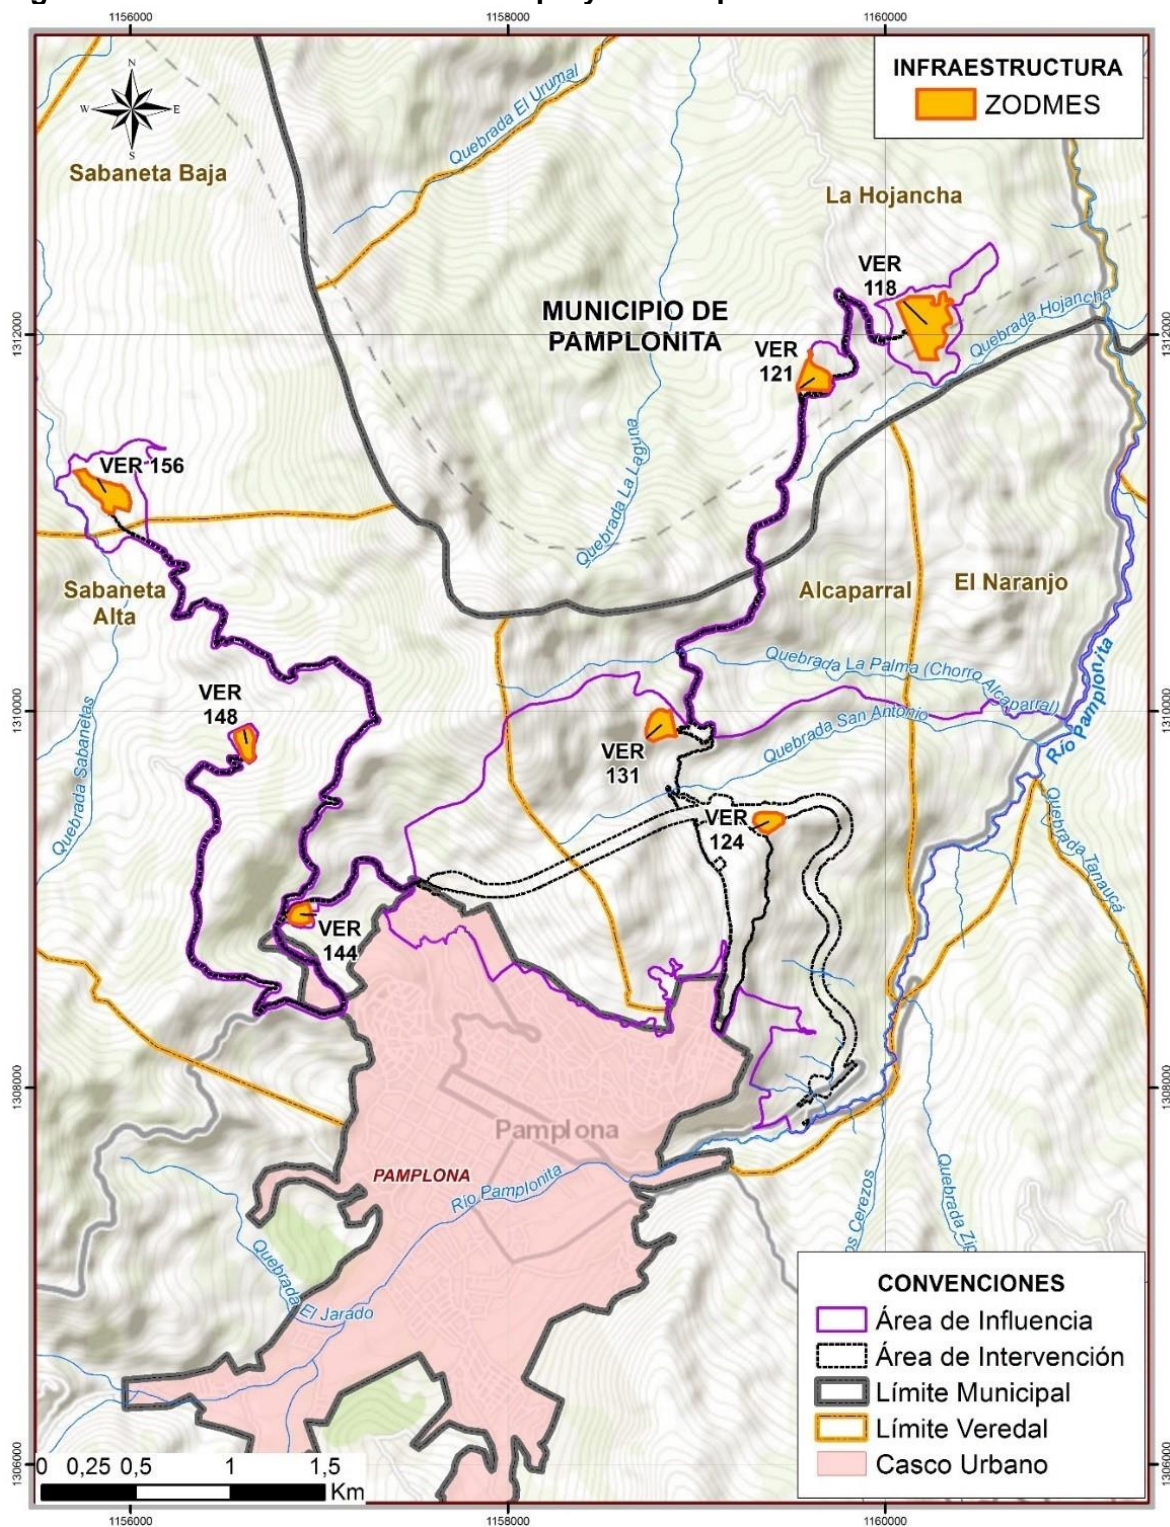 1156000
1158000
1160000
INFRAESTRUCTURA
ZODMES
N
W
E
S
Quebrada El Urumal
Sabaneta Baja
La Hojancha
VER
118
MUNICIPIO DE
PAMPLONITA
Quebrada Hojancha
1312000
1312000
VER
121
Quebrada La Laguna
VER 156
Sabaneta
Alta
Alcaparral
El Naranjo
Quebrada La Palma (Chorro Alcaparral)
VER
148
1310000
1310000
Quebrada San Antonio
Río Pamplonita
Quebrada Sabanetas
VER
131
VER
124
Quebrada Tanaucá
VER
144
1308000
1308000
Pamplona
PAMPLONA
Río Pamplonita
Quebrada El Jarado
os Cerezos
Quebrada Zip
CONVENCIONES
Área de Influencia
Área de Intervención
Límite Municipal
Límite Veredal
Casco Urbano
1306000
1306000
0 0,25 0,5 1 1,5
Km
1156000
1158000
1160000